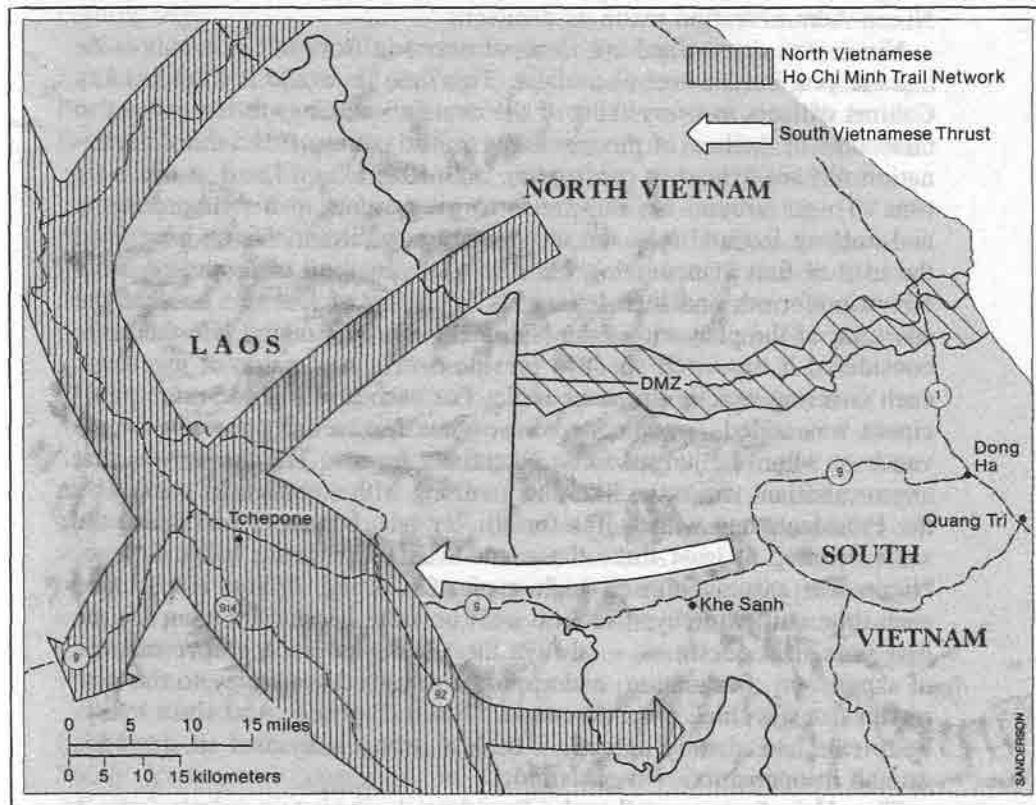 North Vietnamese
Ho Chi Minh Trail Network
South Vietnamese Thrust
NORTH VIETNAM
LAOS
DMZ
1
Dong
Ha
9
Quang Tri
Tchepone
SOUTH
9
Khe Sanh
VIETNAM
914
9
92
0 5 10 15 miles
0 5 10 15 kilometers
SANDERSON